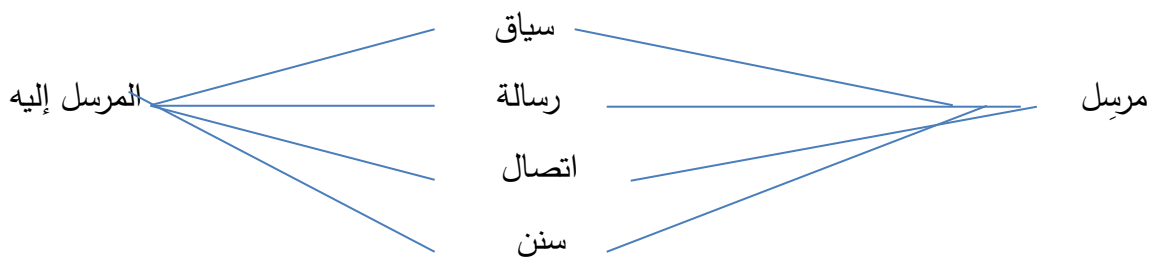 سياق
مرسِل رسالة المرسل إليه
اتصال
سنن